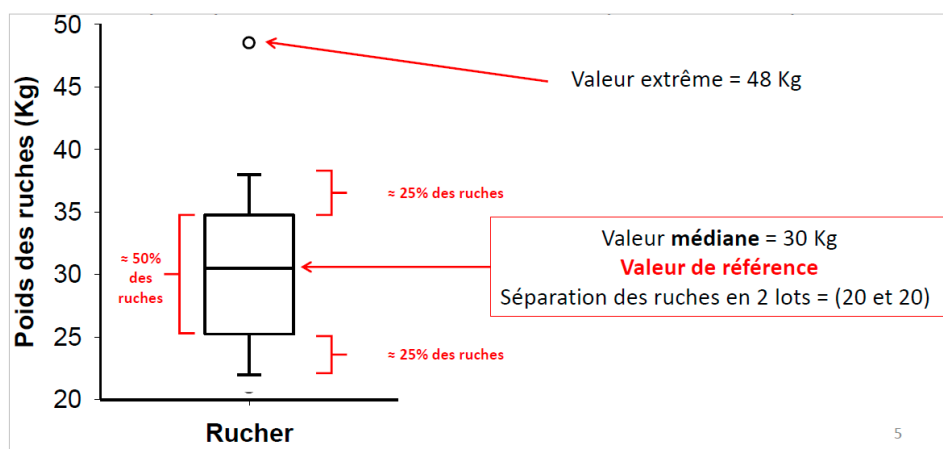 50
45
40
35
30
25
20
Poids des ruches (Kg)
Valeur extrême = 48 Kg
≈ 25% des ruches
≈ 50%
des
ruches
Valeur médiane = 30 Kg
Valeur de référence
Séparation des ruches en 2 lots = (20 et 20)
≈ 25% des ruches
Rucher
5